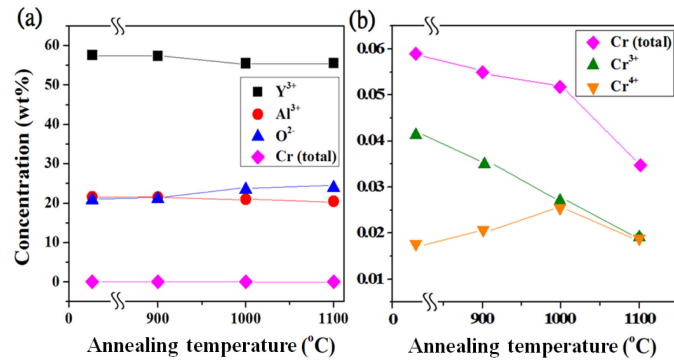 (a)
Concentration (wt%)
60
50
40
30
20
10
0
Y³⁺
Al³⁺
O²⁻
Cr (total)
0 900 1000 1100
Annealing temperature (°C)
(b)
0.06
0.05
0.04
0.03
0.02
0.01
Cr (total)
Cr³⁺
Cr⁴⁺
0 900 1000 1100
Annealing temperature (°C)